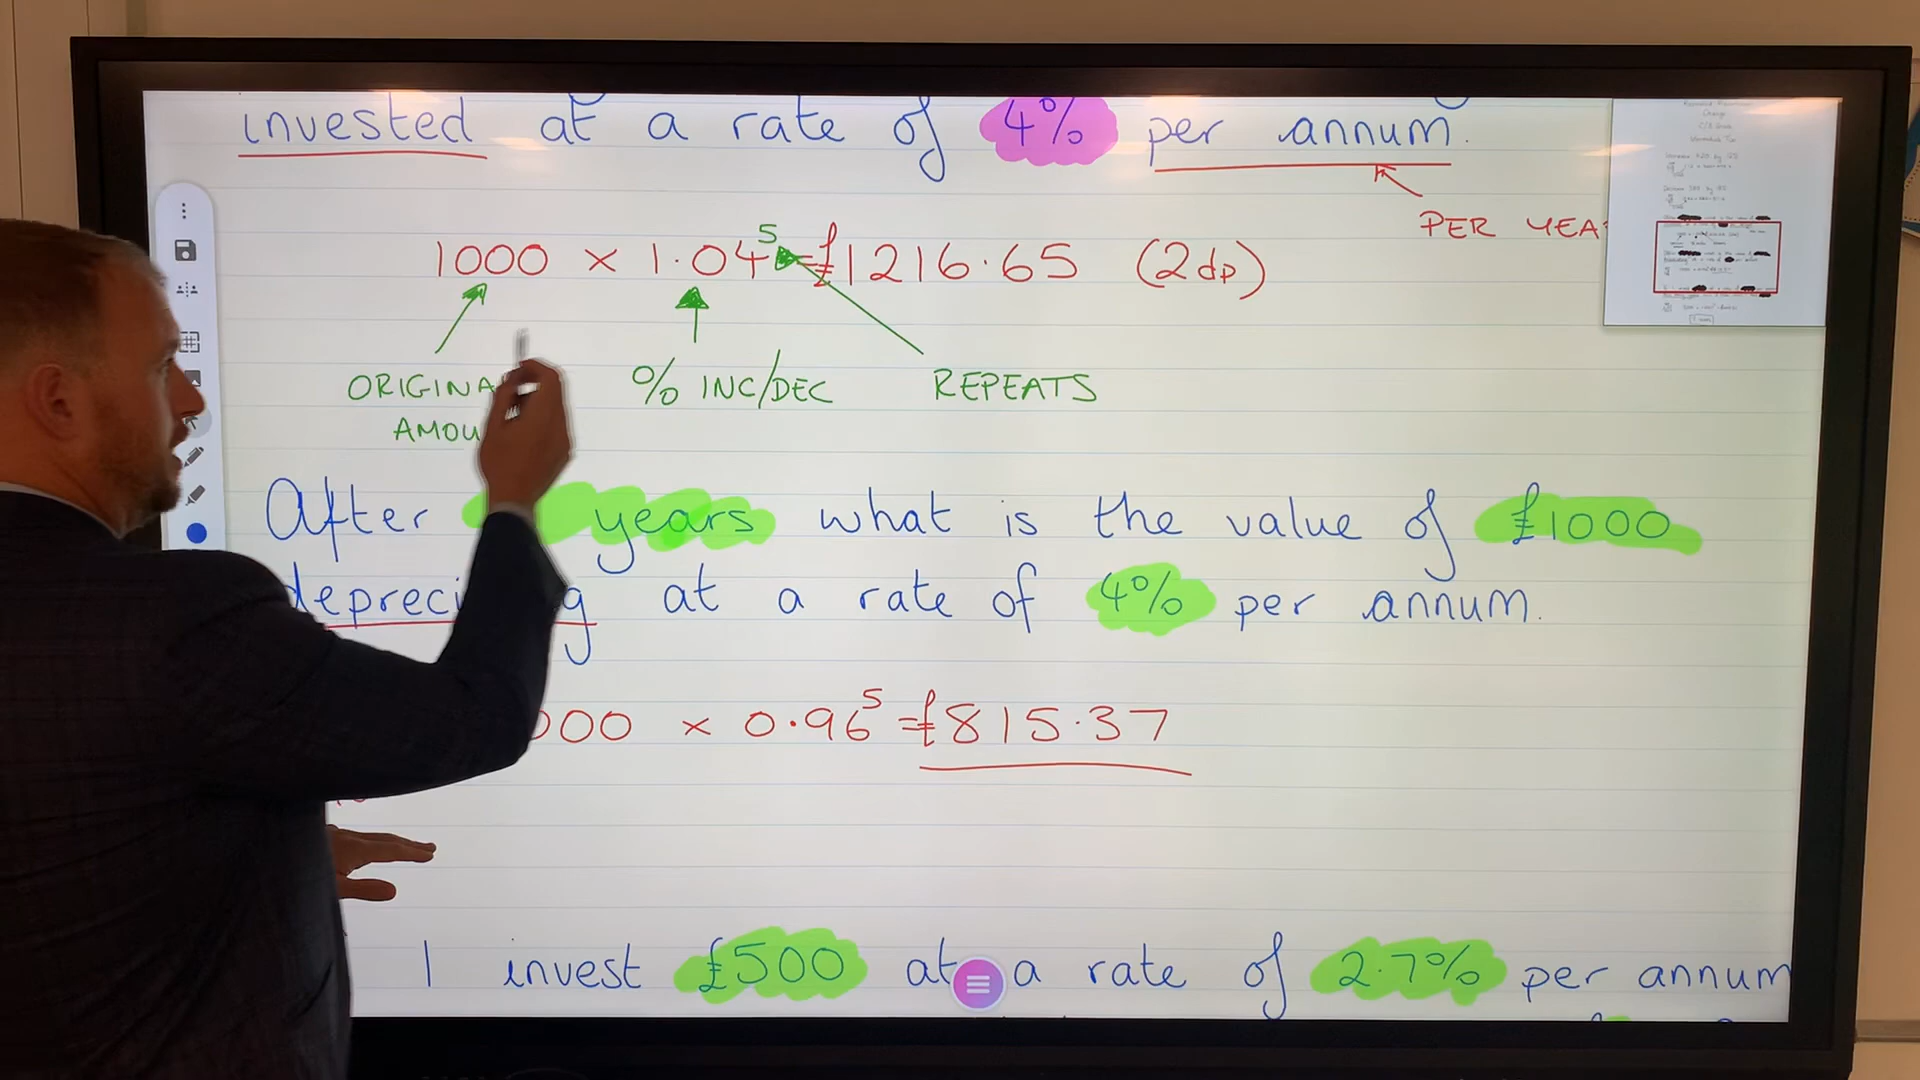 invested at a rate of 4% per annum.
PER YEA
1000 × 1.04⁵ = £1216.65 (2dp)
ORIGINA % INC/DEC REPEATS
AMOU
After years what is the value of £1000
depreci g at a rate of 4% per annum.
000 × 0.96⁵ = £815.37
I invest £500 at a rate of 2.7% per annum